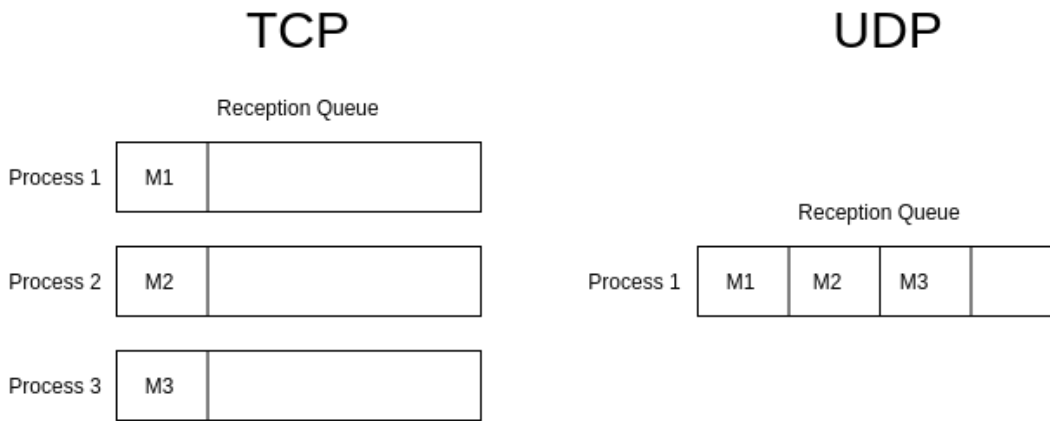 TCP
Reception Queue
Process 1 M1
Process 2 M2
Process 3 M3
UDP
Reception Queue
Process 1 M1 M2 M3